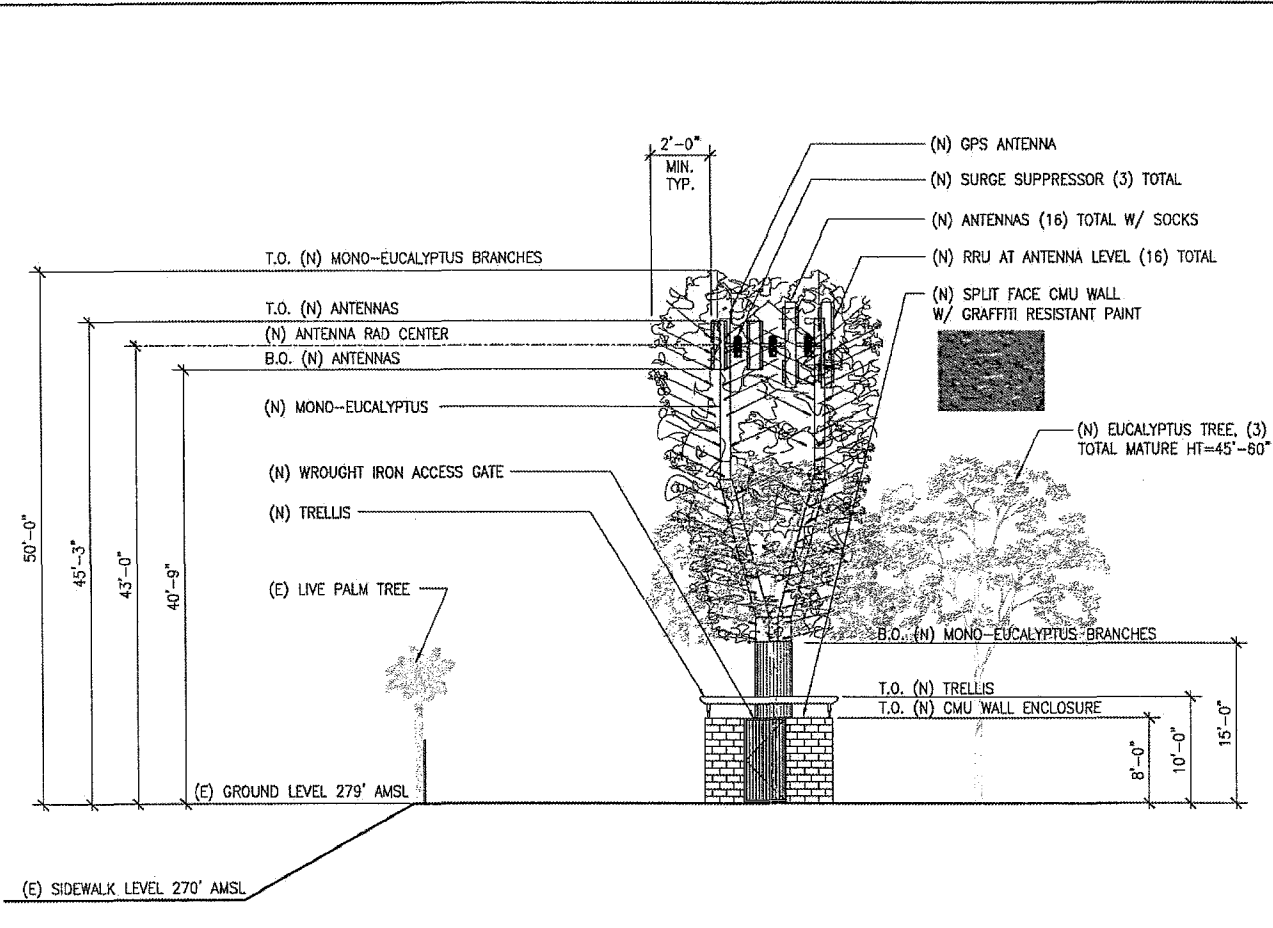 2'-0"
MIN.
TYP.
(N) GPS ANTENNA
(N) SURGE SUPPRESSOR (3) TOTAL
(N) ANTENNAS (16) TOTAL W/ SOCKS
(N) RRU AT ANTENNA LEVEL (16) TOTAL
(N) SPLIT FACE CMU WALL
W/ GRAFFITI RESISTANT PAINT
(N) EUCALYPTUS TREE, (3)
TOTAL MATURE HT=45'-60"
T.O. (N) MONO-EUCALYPTUS BRANCHES
T.O. (N) ANTENNAS
(N) ANTENNA RAD CENTER
B.O. (N) ANTENNAS
(N) MONO-EUCALYPTUS
(N) WROUGHT IRON ACCESS GATE
(N) TRELLIS
(E) LIVE PALM TREE
50'-0"
45'-3"
43'-0"
40'-9"
B.O. (N) MONO-EUCALYPTUS BRANCHES
T.O. (N) TRELLIS
T.O. (N) CMU WALL ENCLOSURE
8'-0"
10'-0"
15'-0"
(E) GROUND LEVEL 279' AMSL
(E) SIDEWALK LEVEL 270' AMSL